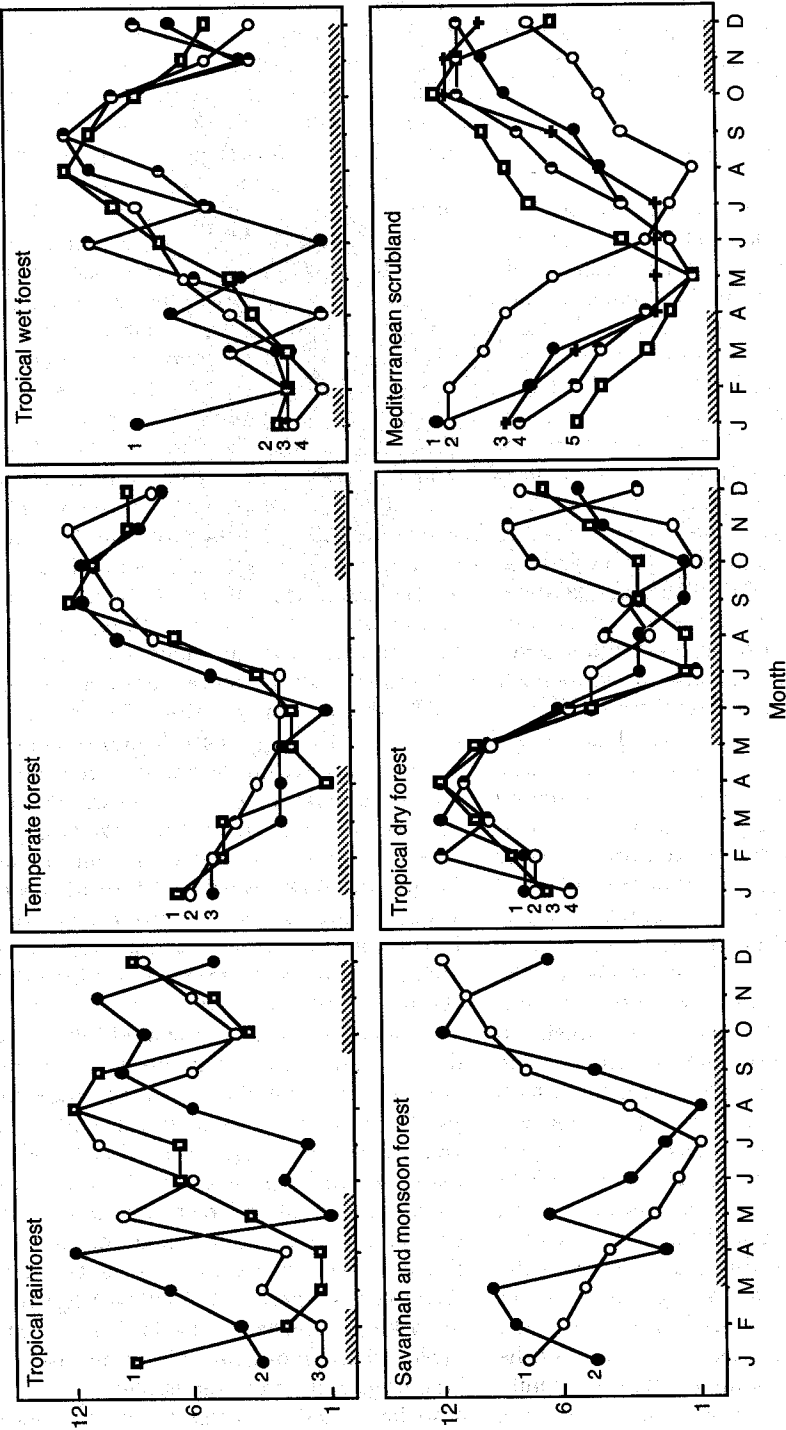 Tropical rainforest
12
6
1
1
2
3
Temperate forest
1
2
3
Tropical wet forest
1
2
3
4
Savannah and monsoon forest
12
6
1
1
2
J F M A M J J A S O N D
Tropical dry forest
1
2
3
4
J F M A M J J A S O N D
Mediterranean scrubland
1
2
3
4
5
J F M A M J J A S O N D
Month